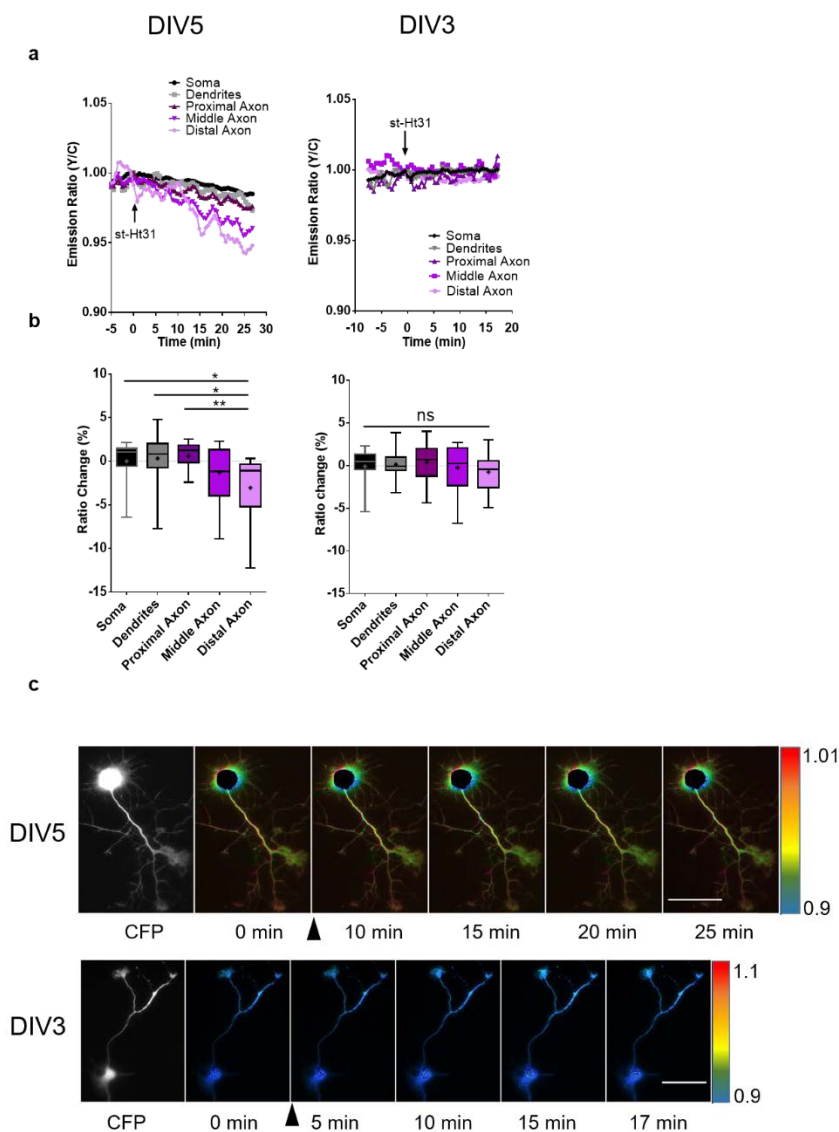 DIV5
DIV3
a
Soma
Dendrites
Proximal Axon
Middle Axon
Distal Axon
st-Ht31
Emission Ratio (Y/C)
1.05
1.00
0.95
0.90
-5 0 5 10 15 20 25 30
Time (min)
st-Ht31
Soma
Dendrites
Proximal Axon
Middle Axon
Distal Axon
Emission Ratio (Y/C)
1.05
1.00
0.95
0.90
-10 -5 0 5 10 15 20
Time (min)
b
Ratio Change (%)
10
5
0
-5
-10
-15
*
*
**
Soma
Dendrites
Proximal Axon
Middle Axon
Distal Axon
Ratio change (%)
10
5
0
-5
-10
-15
ns
Soma
Dendrites
Proximal Axon
Middle Axon
Distal Axon
c
DIV5
1.01
0.9
CFP 0 min 10 min 15 min 20 min 25 min
DIV3
1.1
0.9
CFP 0 min 5 min 10 min 15 min 17 min